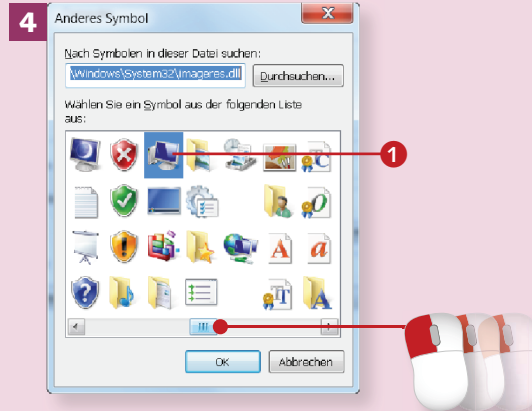 4
Anderes Symbol
Nach Symbolen in dieser Datei suchen:
\Windows\System32\imageres.dll
Durchsuchen...
Wählen Sie ein Symbol aus der folgenden Liste
aus:
1
OK
Abbrechen